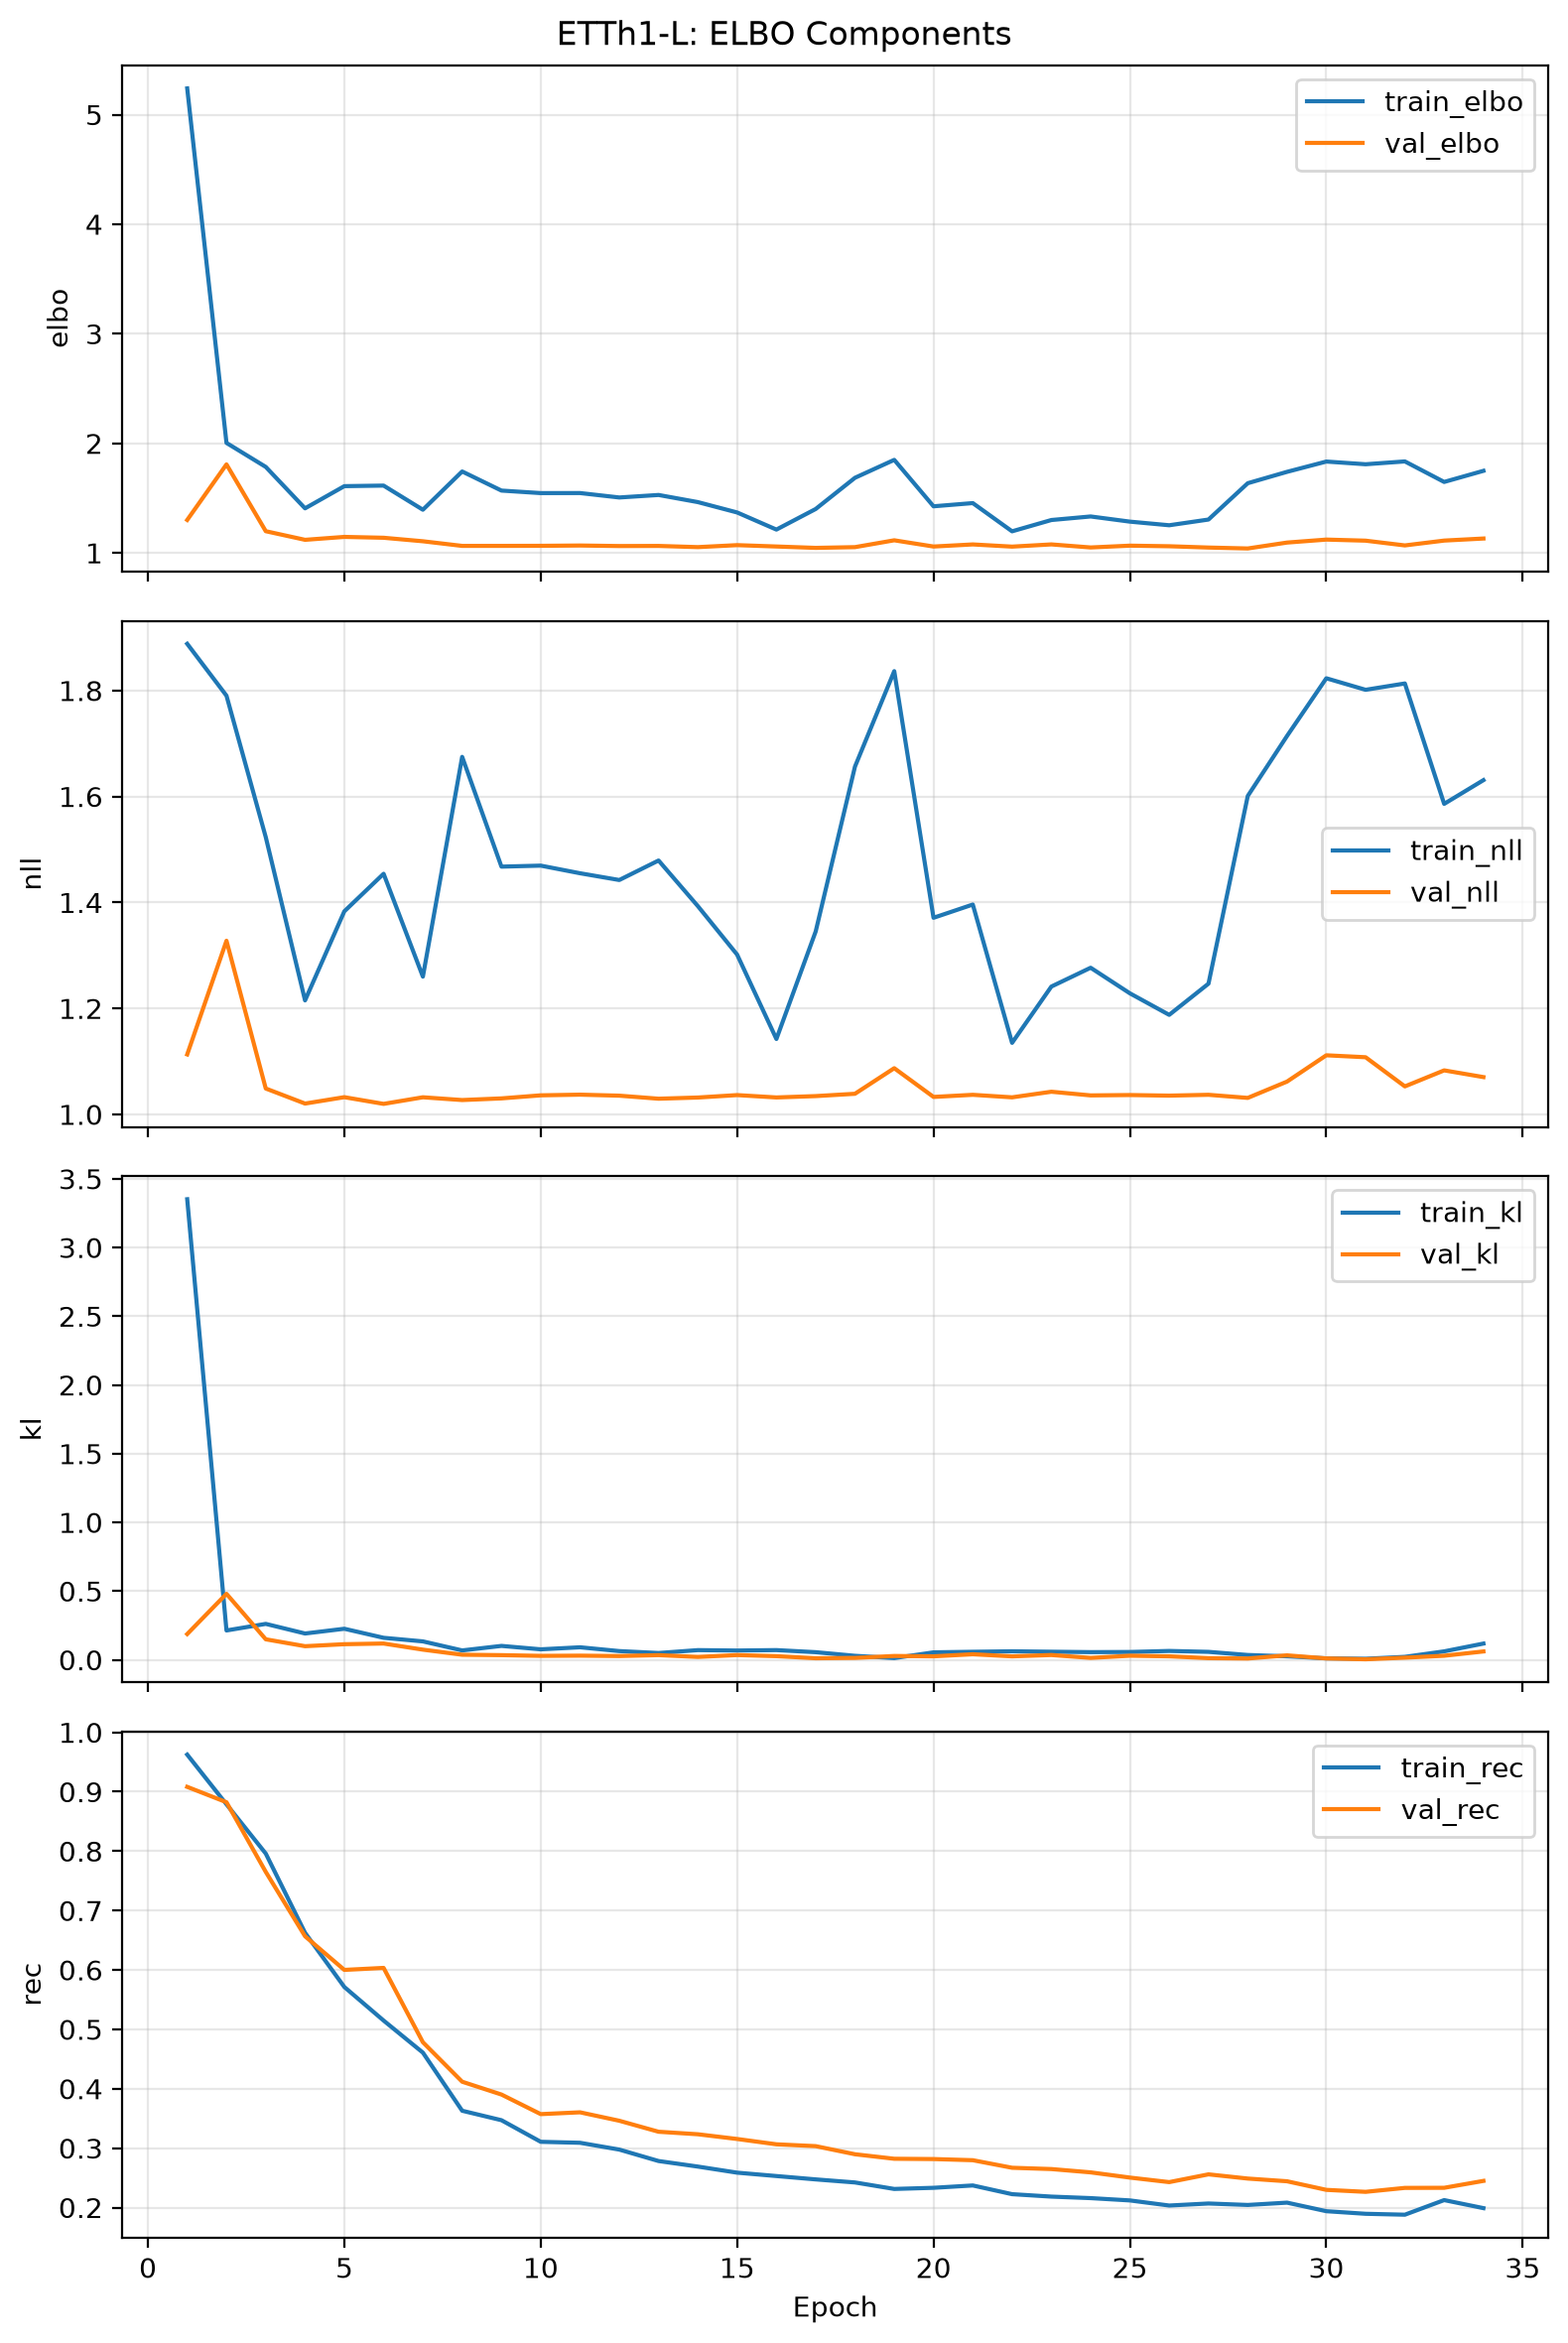 ETTh1-L: ELBO Components
5
4
3
2
1
elbo
train_elbo
val_elbo
1.8
1.6
1.4
1.2
1.0
nll
train_nll
val_nll
3.5
3.0
2.5
2.0
1.5
1.0
0.5
0.0
kl
train_kl
val_kl
1.0
0.9
0.8
0.7
0.6
0.5
0.4
0.3
0.2
rec
train_rec
val_rec
0 5 10 15 20 25 30 35
Epoch